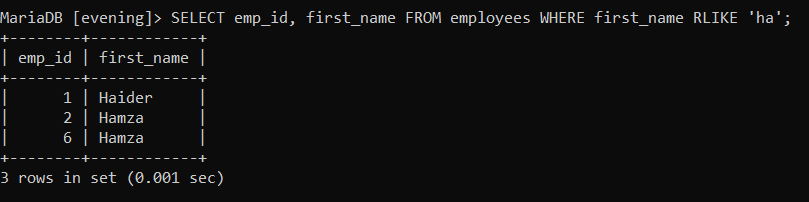 MariaDB [evening]> SELECT emp_id, first_name FROM employees WHERE first_name RLIKE 'ha';
+--------+------------+
| emp_id | first_name |
+--------+------------+
|      1 | Haider     |
|      2 | Hamza      |
|      6 | Hamza      |
+--------+------------+
3 rows in set (0.001 sec)